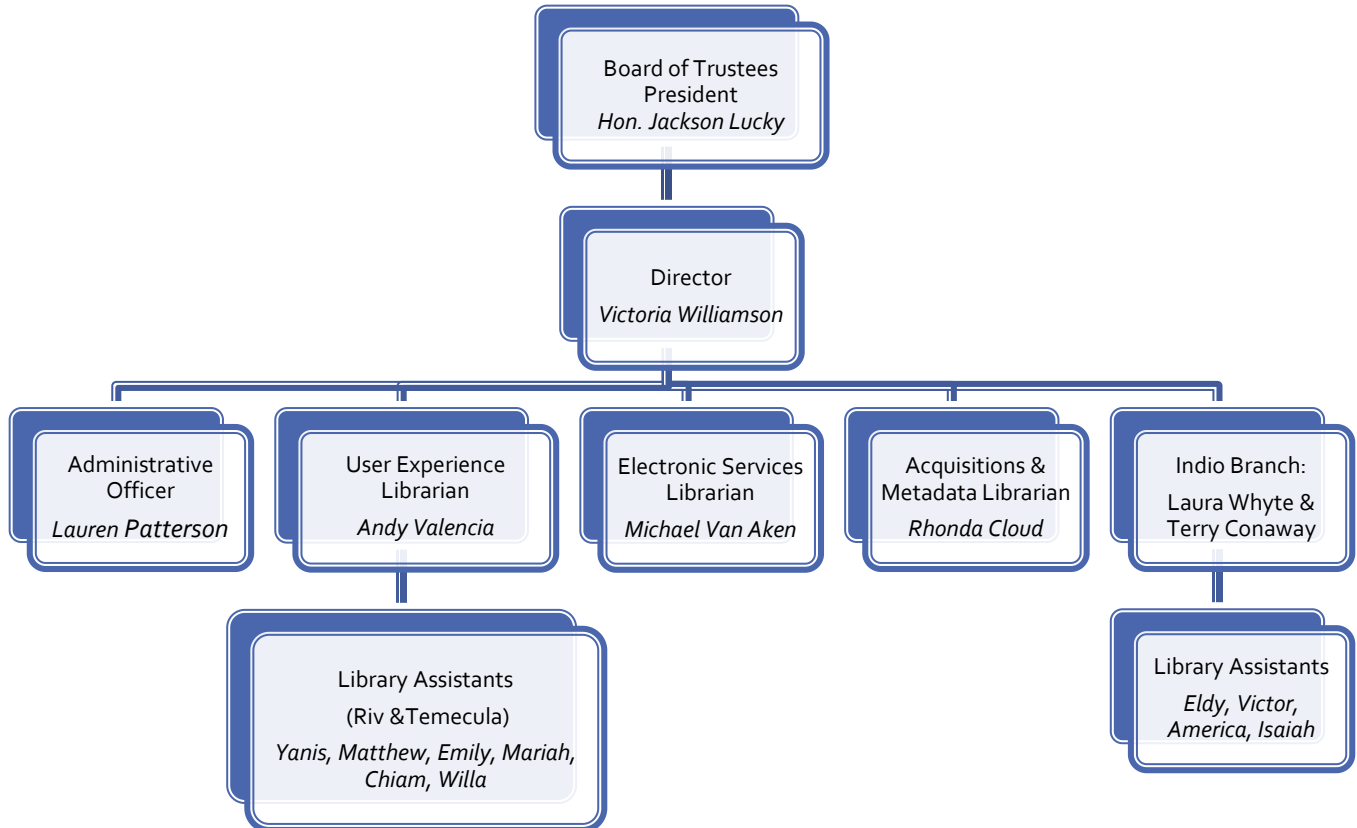 Board of Trustees
President
Hon. Jackson Lucky
Director
Victoria Williamson
Administrative
Officer
Lauren Patterson
User Experience
Librarian
Andy Valencia
Electronic Services
Librarian
Michael Van Aken
Acquisitions &
Metadata Librarian
Rhonda Cloud
Indio Branch:
Laura Whyte &
Terry Conaway
Library Assistants
(Riv &Temecula)
Yanis, Matthew, Emily, Mariah,
Chiam, Willa
Library Assistants
Eldy, Victor,
America, Isaiah